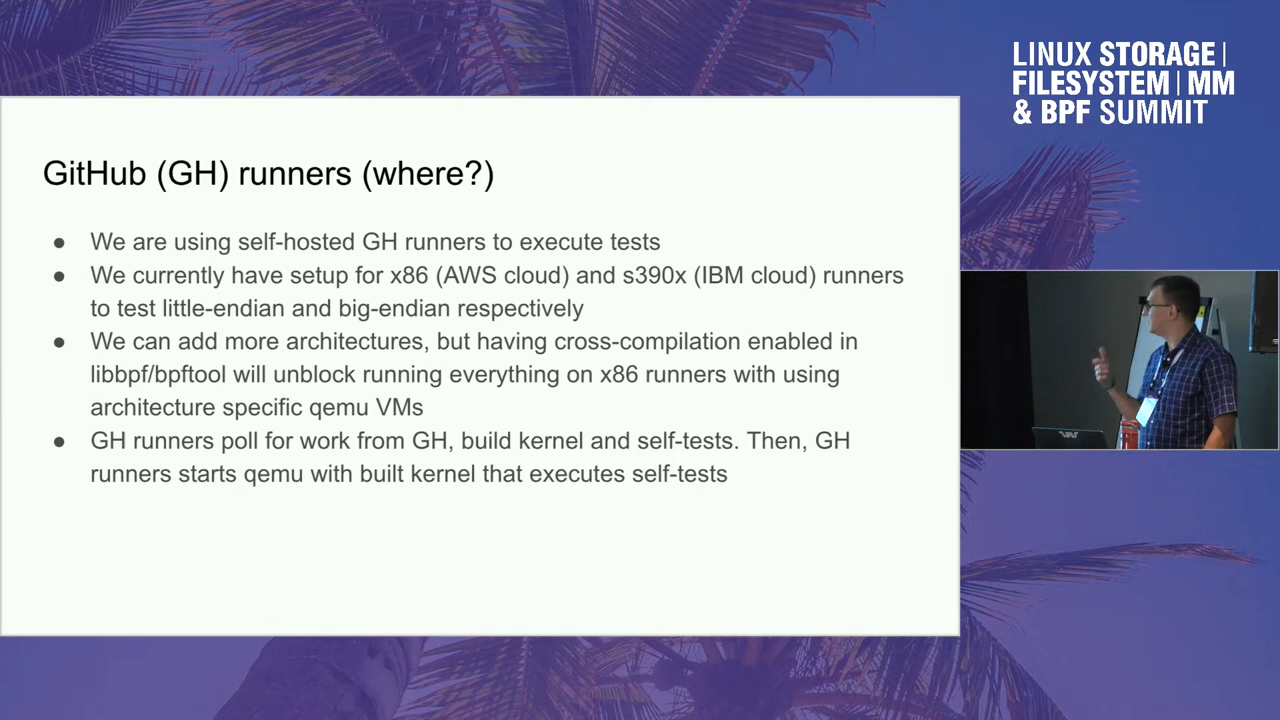 LINUX STORAGE |
FILESYSTEM | MM
& BPF SUMMIT
GitHub (GH) runners (where?)
● We are using self-hosted GH runners to execute tests
● We currently have setup for x86 (AWS cloud) and s390x (IBM cloud) runners
to test little-endian and big-endian respectively
● We can add more architectures, but having cross-compilation enabled in
libbpf/bpftool will unblock running everything on x86 runners with using
architecture specific qemu VMs
● GH runners poll for work from GH, build kernel and self-tests. Then, GH
runners starts qemu with built kernel that executes self-tests